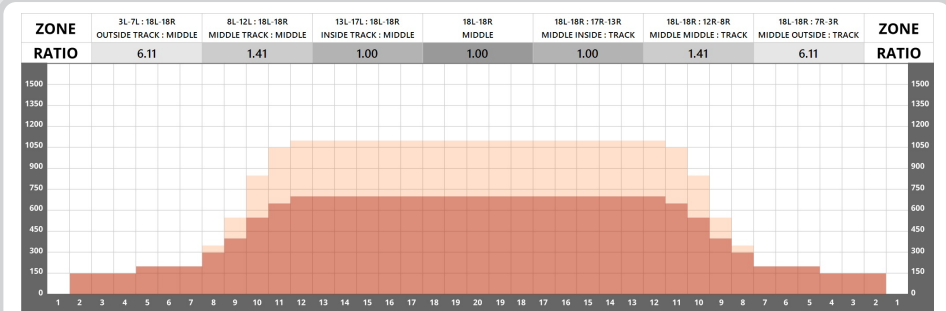 ZONE 3L-7L : 18L-18R 8L-12L : 18L-18R 13L-17L : 18L-18R 18L-18R 18L-18R : 17R-13R 18L-18R : 12R-8R 18L-18R : 7R-3R ZONE
OUTSIDE TRACK : MIDDLE MIDDLE TRACK : MIDDLE INSIDE TRACK : MIDDLE MIDDLE MIDDLE INSIDE : TRACK MIDDLE MIDDLE : TRACK MIDDLE OUTSIDE : TRACK
RATIO 6.11 1.41 1.00 1.00 1.00 1.41 6.11 RATIO
1500 1500
1350 1350
1200 1200
1050 1050
900 900
750 750
600 600
450 450
300 300
150 150
0 0
1 2 3 4 5 6 7 8 9 10 11 12 13 14 15 16 17 18 19 20 19 18 17 16 15 14 13 12 11 10 9 8 7 6 5 4 3 2 1